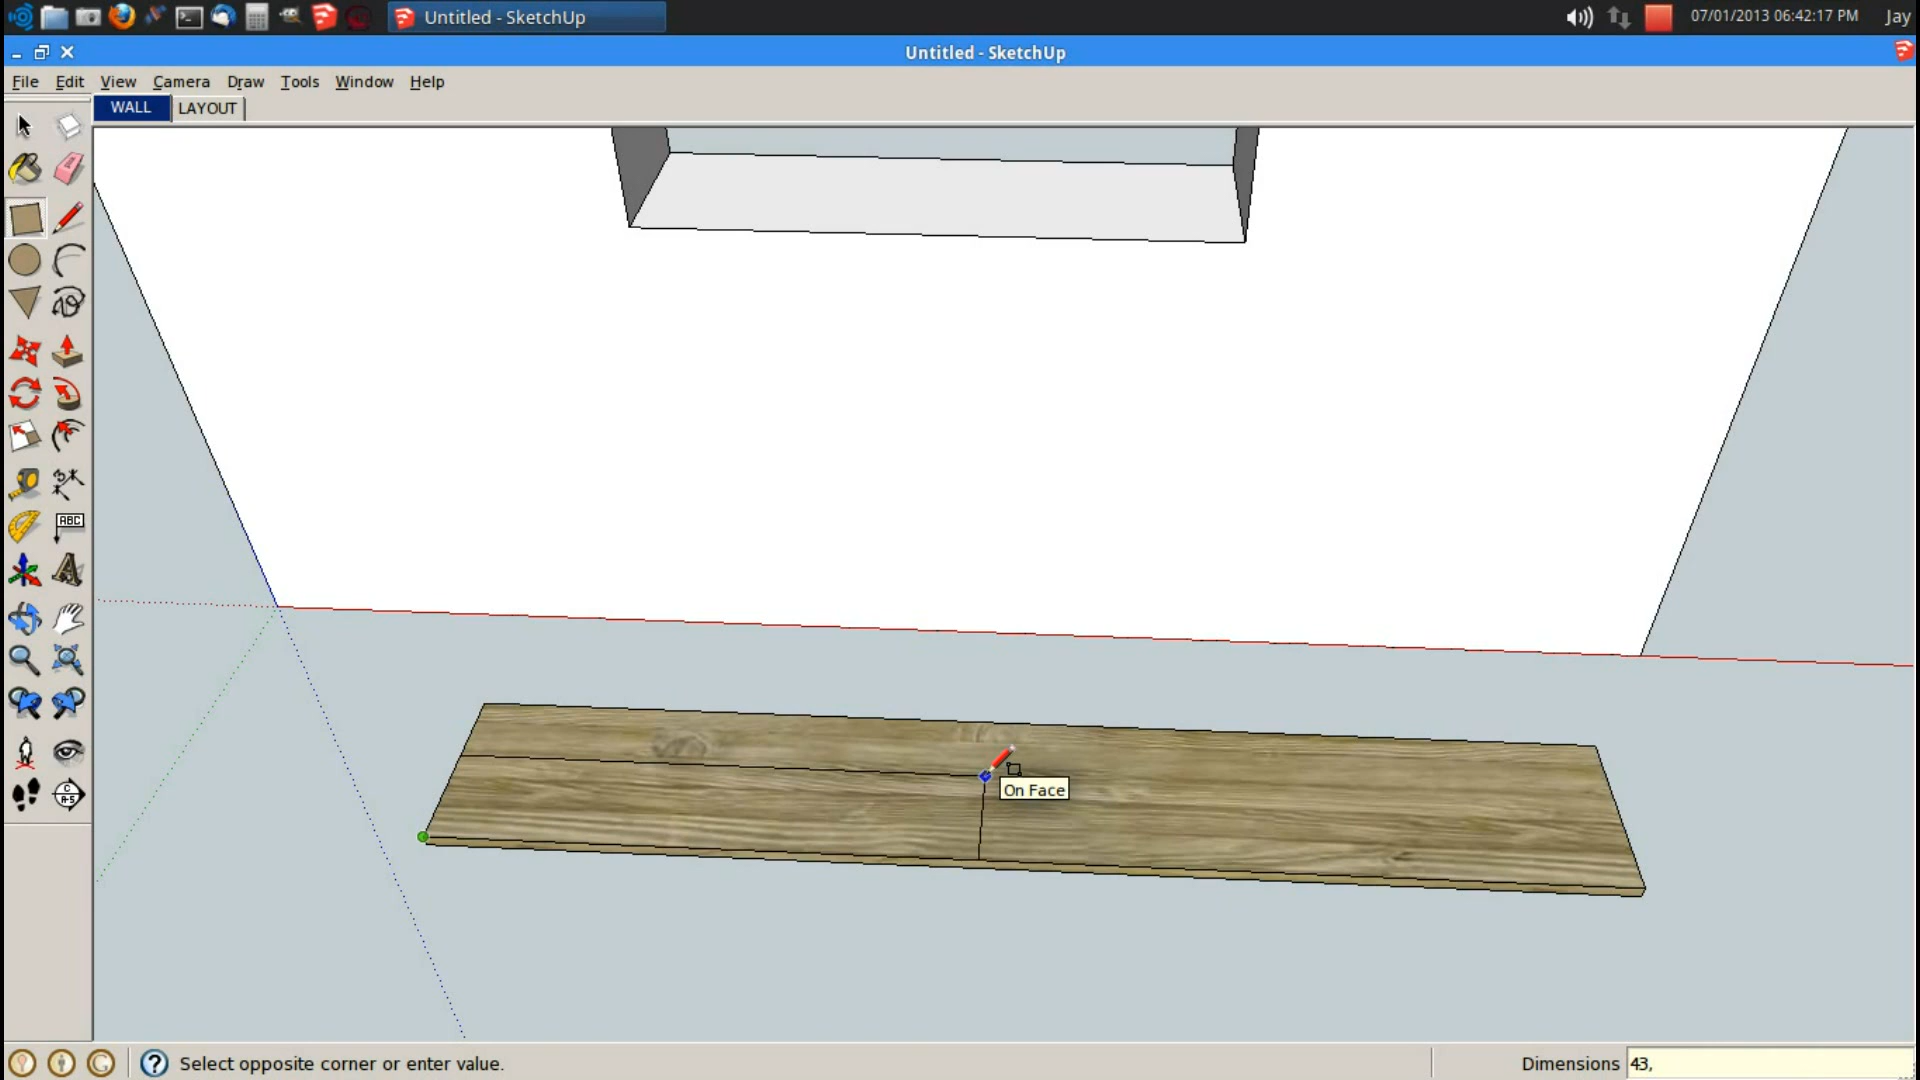 Untitled - SketchUp
07/01/2013 06:42:17 PM
Jay
Untitled - SketchUp
File Edit View Camera Draw Tools Window Help
WALL LAYOUT
ABC
A
C
A-5
On Face
Select opposite corner or enter value.
Dimensions 43,